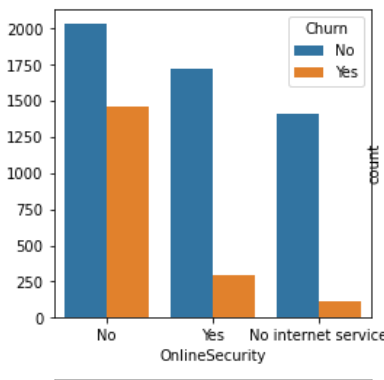 Churn
No
Yes
2000
1750
1500
1250
1000
750
500
250
0
count
No Yes No internet service
OnlineSecurity